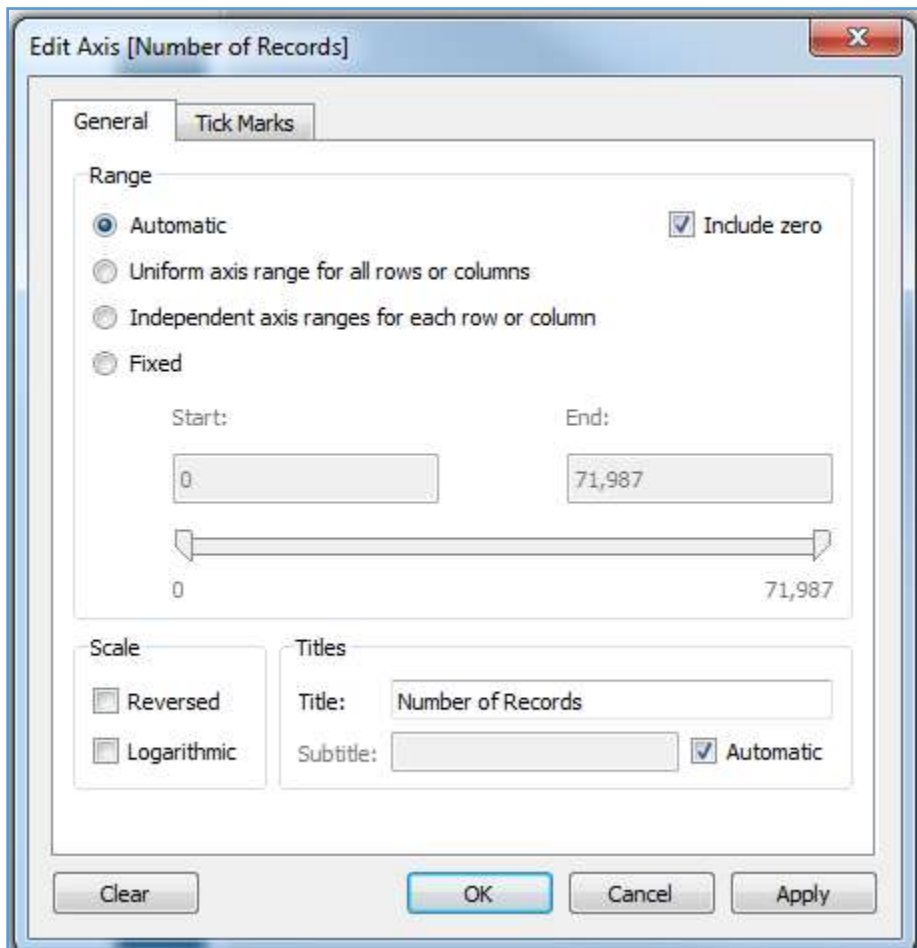 Edit Axis [Number of Records]
General Tick Marks
Range
Automatic Include zero
Uniform axis range for all rows or columns
Independent axis ranges for each row or column
Fixed
Start: End:
0 71,987
0 71,987
Scale Titles
Reversed Title: Number of Records
Logarithmic Subtitle: Automatic
Clear OK Cancel Apply